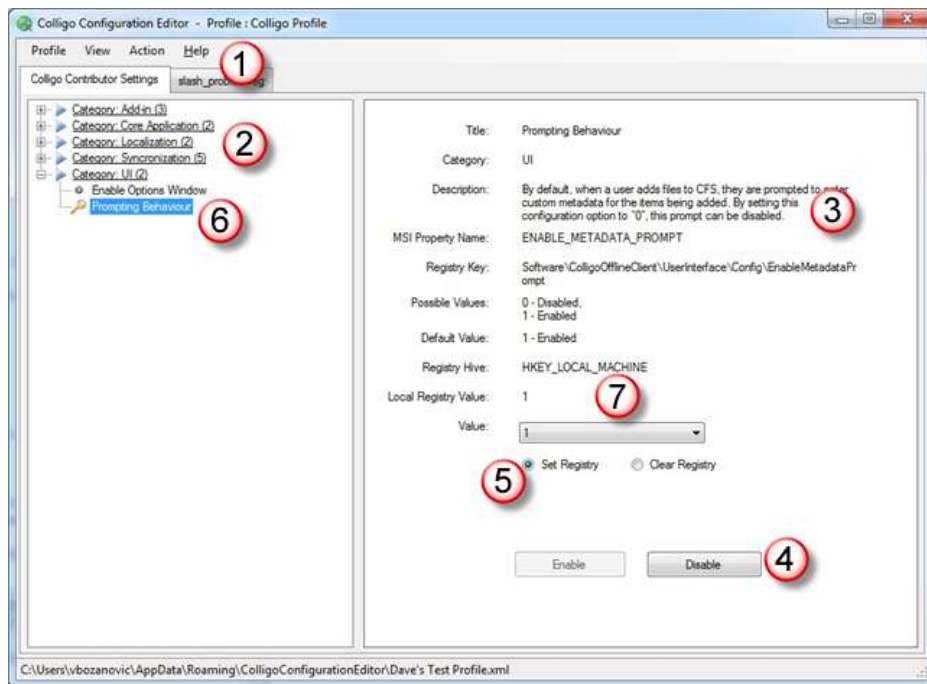 Colligo Configuration Editor - Profile : Colligo Profile
Profile View Action Help
1
Colligo Contributor Settings
Category: Add-in (3)
Category: Core Application (2)
Category: Localization (2)
Category: Syncronization (5)
Category: UI (2)
Enable Options Window
Prompting Behaviour
2
6
Title: Prompting Behaviour
Category: UI
Description: By default, when a user adds files to CFS, they are prompted to enter
custom metadata for the items being added. By setting this
configuration option to "0", this prompt can be disabled.
3
MSI Property Name: ENABLE_METADATA_PROMPT
Registry Key: Software\ColligoOfflineClient\UserInterface\Config\EnableMetadataPr
ompt
Possible Values: 0 - Disabled,
1 - Enabled
Default Value: 1 - Enabled
Registry Hive: HKEY_LOCAL_MACHINE
Local Registry Value: 1
7
Value: 1
5
Set Registry Clear Registry
Enable Disable
4
C:\Users\vbozanovic\AppData\Roaming\ColligoConfigurationEditor\Dave's Test Profile.xml